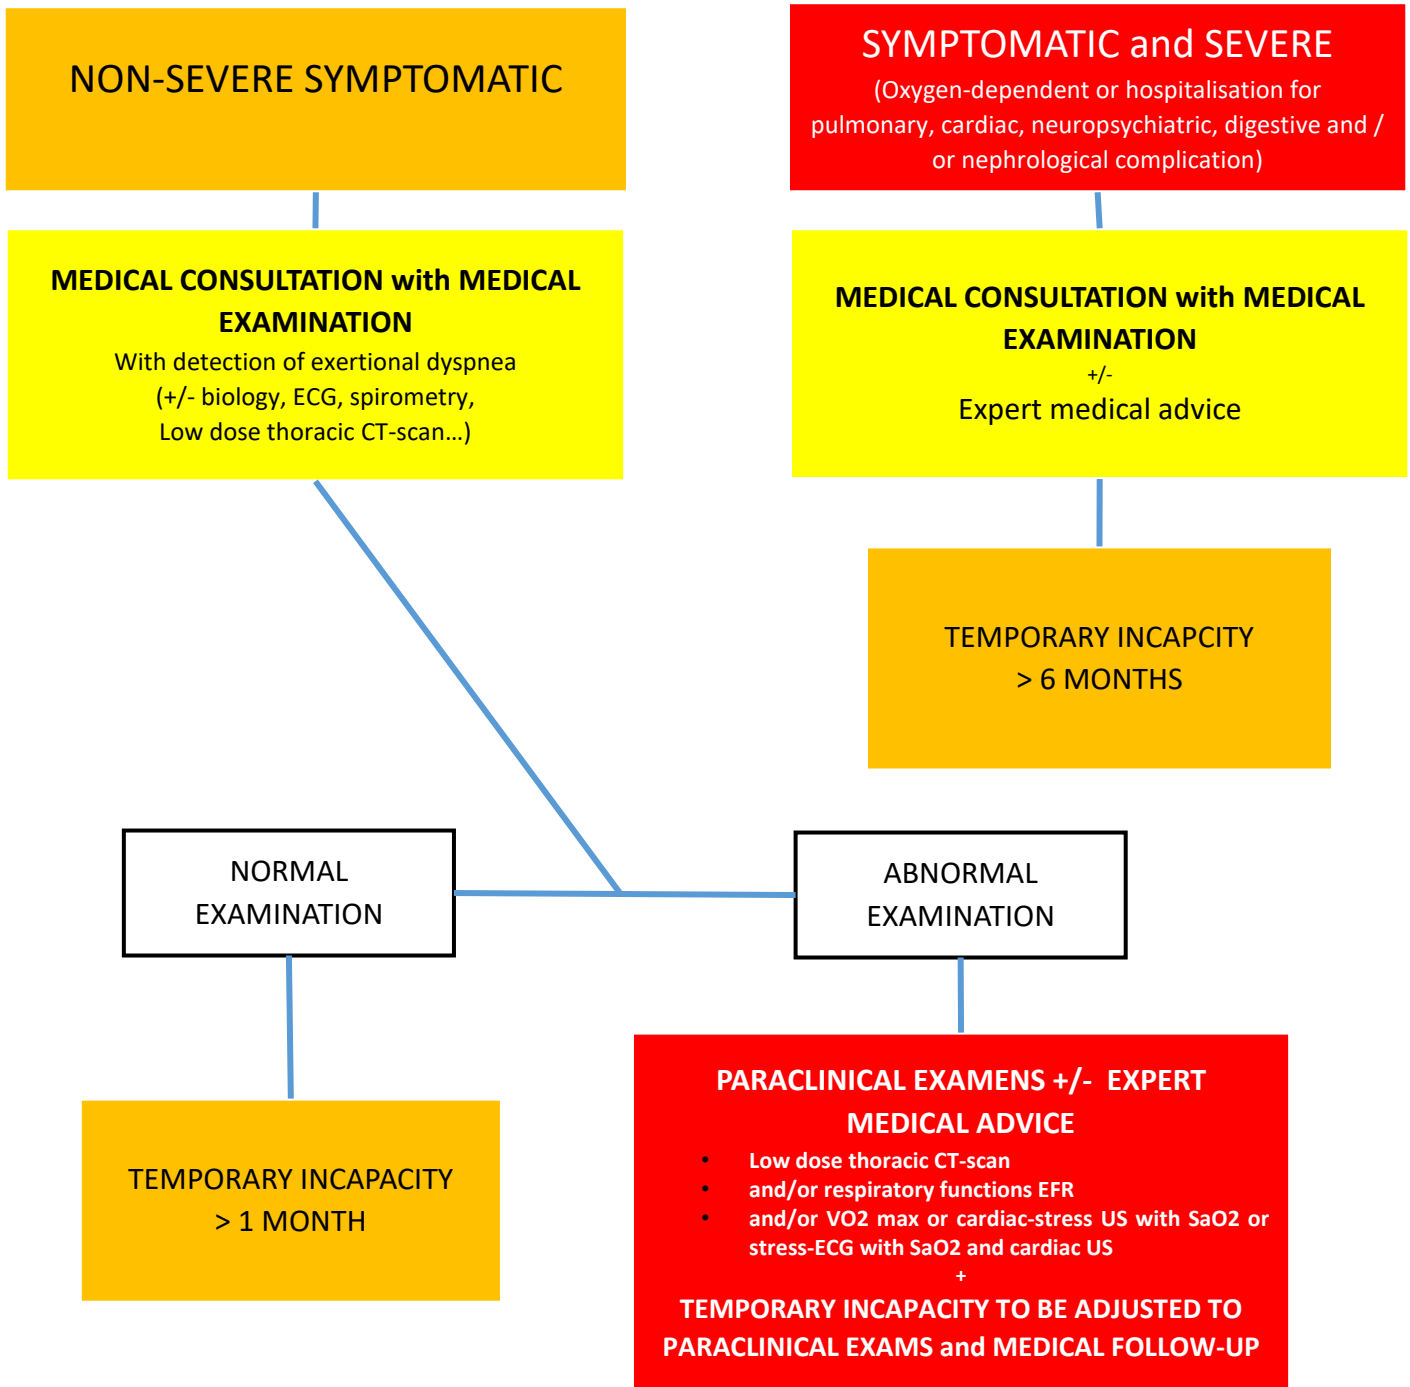 NON-SEVERE SYMPTOMATIC
SYMPTOMATIC and SEVERE
(Oxygen-dependent or hospitalisation for
pulmonary, cardiac, neuropsychiatric, digestive and /
or nephrological complication)
MEDICAL CONSULTATION with MEDICAL
EXAMINATION
With detection of exertional dyspnea
(+/- biology, ECG, spirometry,
Low dose thoracic CT-scan...)
MEDICAL CONSULTATION with MEDICAL
EXAMINATION
+/-
Expert medical advice
TEMPORARY INCAPCITY
> 6 MONTHS
NORMAL
EXAMINATION
ABNORMAL
EXAMINATION
TEMPORARY INCAPACITY
> 1 MONTH
PARACLINICAL EXAMENS +/- EXPERT
MEDICAL ADVICE
• Low dose thoracic CT-scan
• and/or respiratory functions EFR
• and/or VO2 max or cardiac-stress US with SaO2 or
stress-ECG with SaO2 and cardiac US
+
TEMPORARY INCAPACITY TO BE ADJUSTED TO
PARACLINICAL EXAMS and MEDICAL FOLLOW-UP